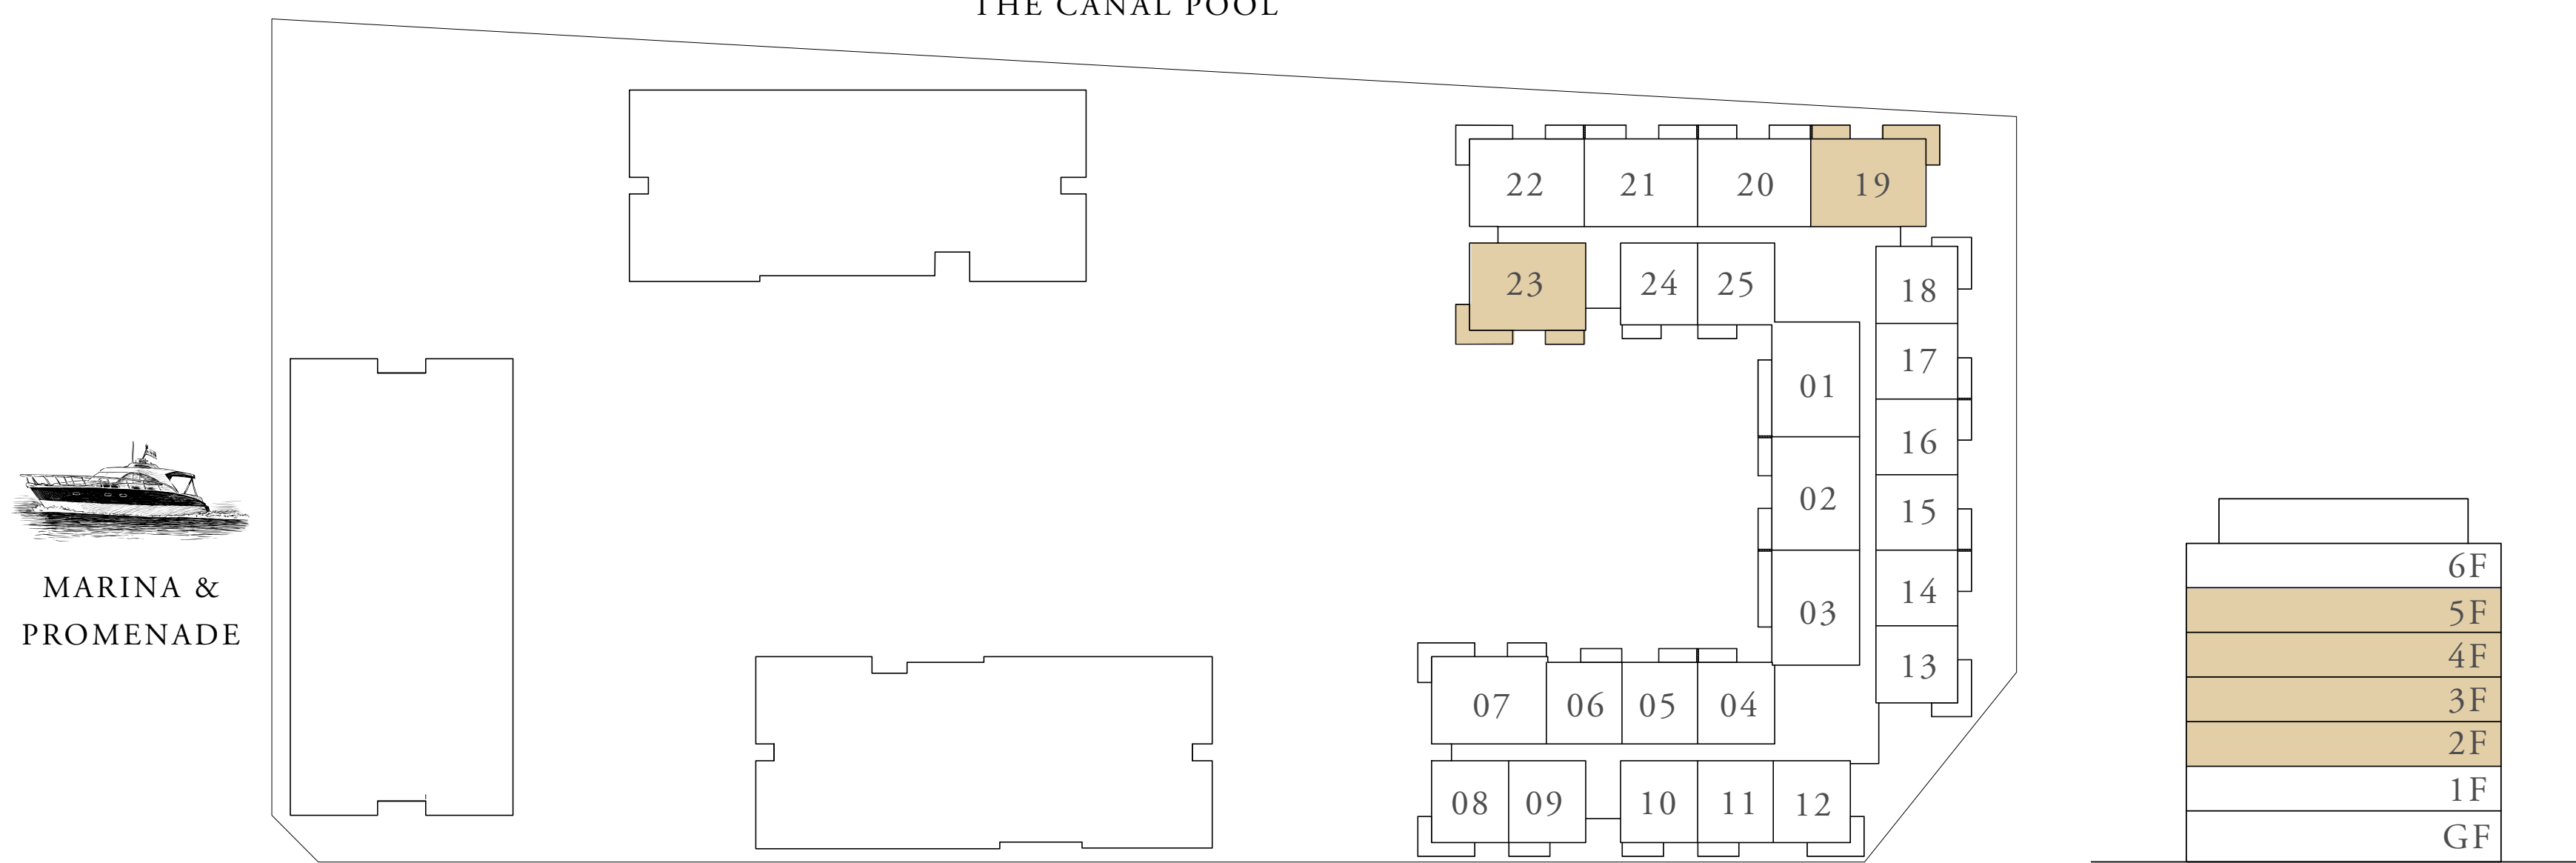 THE CANAL POOL
22 21 20 19
23 24 25 18
17
01
16
02
15
14
03
13
07 06 05 04
08 09 10 11 12
MARINA &
PROMENADE
6F
5F
4F
3F
2F
1F
GF